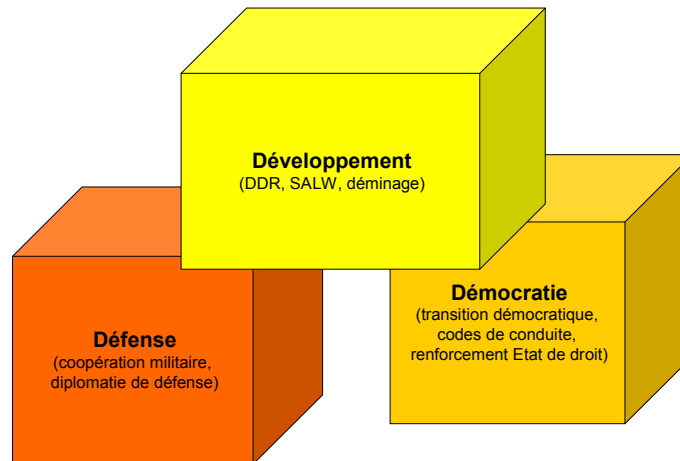 Développement
(DDR, SALW, déminage)
Défense
(coopération militaire,
diplomatie de défense)
Démocratie
(transition démocratique,
codes de conduite,
renforcement Etat de droit)